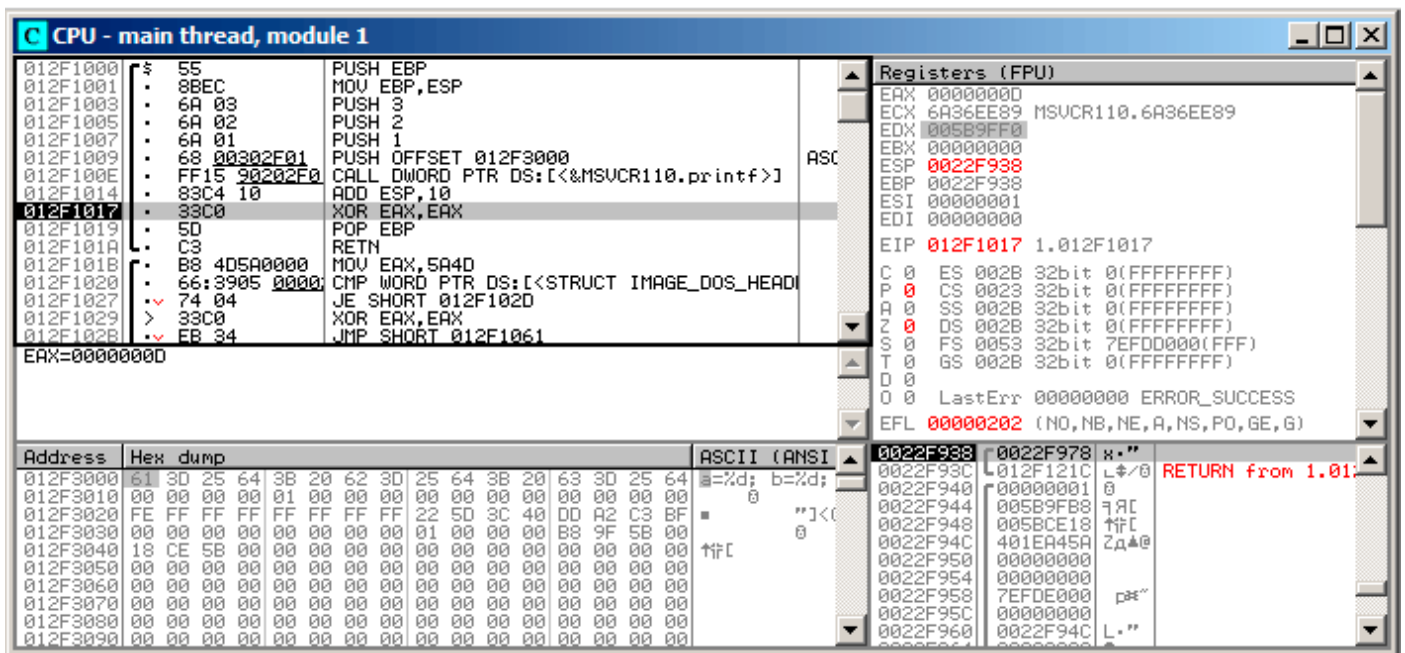 C CPU - main thread, module 1
012F1000 $ 55 PUSH EBP
012F1001 . 8BEC MOV EBP,ESP
012F1003 . 6A 03 PUSH 3
012F1005 . 6A 02 PUSH 2
012F1007 . 6A 01 PUSH 1
012F1009 . 68 00302F01 PUSH OFFSET 012F3000 ASC
012F100E . FF15 90202F0 CALL DWORD PTR DS:[<&MSVCR110.printf>]
012F1014 . 83C4 10 ADD ESP,10
012F1017 . 33C0 XOR EAX,EAX
012F1019 . 5D POP EBP
012F101A . C3 RETN
012F101B . B8 4D5A0000 MOV EAX,5A4D
012F1020 . 66:3905 0000 CMP WORD PTR DS:[<STRUCT IMAGE_DOS_HEAD
012F1027 . 74 04 JE SHORT 012F102D
012F1029 > 33C0 XOR EAX,EAX
012F102B . EB 34 JMP SHORT 012F1061
EAX=0000000D
Registers (FPU)
EAX 0000000D
ECX 6A36EE89 MSVCR110.6A36EE89
EDX 005B9FF0
EBX 00000000
ESP 0022F938
EBP 0022F938
ESI 00000001
EDI 00000000
EIP 012F1017 1.012F1017
C 0 ES 002B 32bit 0(FFFFFFFF)
P 0 CS 0023 32bit 0(FFFFFFFF)
A 0 SS 002B 32bit 0(FFFFFFFF)
Z 0 DS 002B 32bit 0(FFFFFFFF)
S 0 FS 0053 32bit 7EFDD000(FFF)
T 0 GS 002B 32bit 0(FFFFFFFF)
D 0
O 0 LastErr 00000000 ERROR_SUCCESS
EFL 00000202 (NO,NB,NE,A,NS,PO,GE,G)
Address Hex dump ASCII (ANSI
012F3000 61 3D 25 64 3B 20 62 3D 25 64 3B 20 63 3D 25 64 a=%d; b=%d;
012F3010 00 00 00 00 01 00 00 00 00 00 00 00 00 00 00 00
012F3020 FE FF FF FF FF FF FF FF 22 5D 3C 40 DD A2 C3 BF "]<
012F3030 00 00 00 00 00 00 00 00 01 00 00 00 B8 9F 5B 00
012F3040 18 CE 5B 00 00 00 00 00 00 00 00 00 00 00 00 00
012F3050 00 00 00 00 00 00 00 00 00 00 00 00 00 00 00 00
012F3060 00 00 00 00 00 00 00 00 00 00 00 00 00 00 00 00
012F3070 00 00 00 00 00 00 00 00 00 00 00 00 00 00 00 00
012F3080 00 00 00 00 00 00 00 00 00 00 00 00 00 00 00 00
012F3090 00 00 00 00 00 00 00 00 00 00 00 00 00 00 00 00
0022F938 0022F978 x."
0022F93C 012F121C RETURN from 1.01
0022F940 00000001
0022F944 005B9FB8
0022F948 005BCE18
0022F94C 401EA45A Zд▲@
0022F950 00000000
0022F954 00000000
0022F958 7EFDE000
0022F95C 00000000
0022F960 0022F94C L."